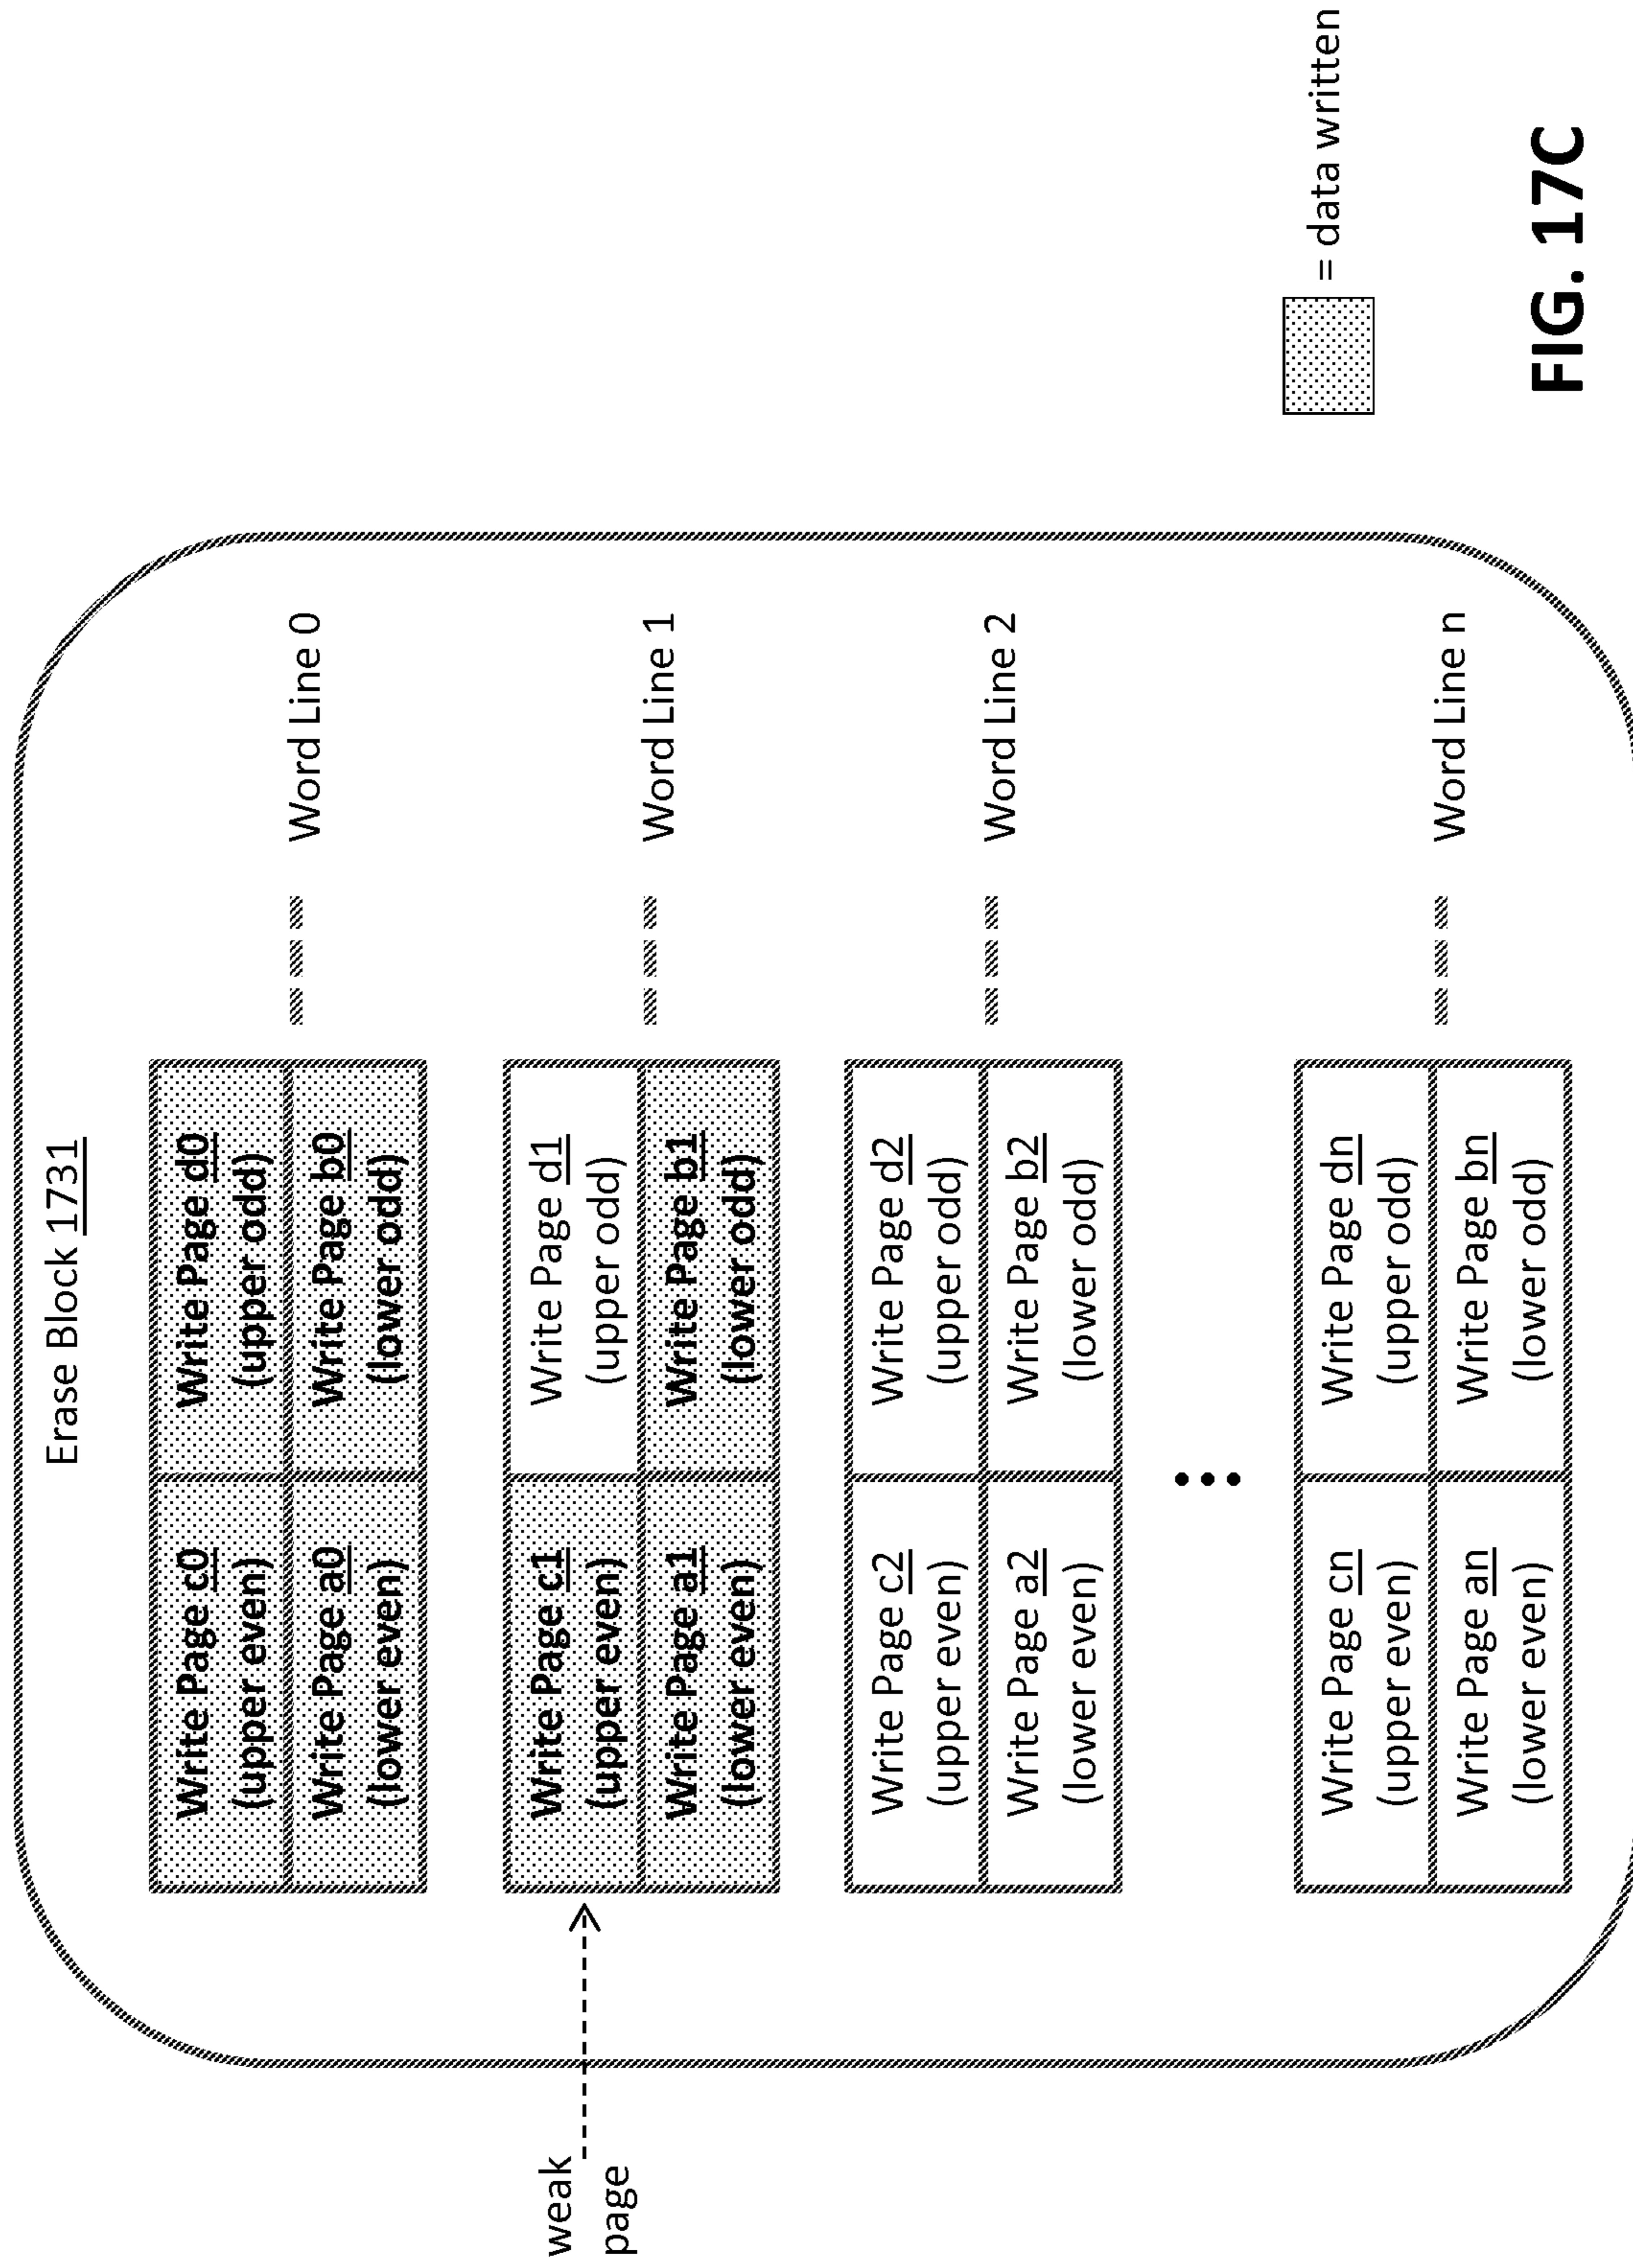 Erase Block 1731
Write Page c0
(upper even)
Write Page d0
(upper odd)
Write Page a0
(lower even)
Write Page b0
(lower odd)
Word Line 0
weak
page
Write Page c1
(upper even)
Write Page d1
(upper odd)
Write Page a1
(lower even)
Write Page b1
(lower odd)
Word Line 1
Write Page c2
(upper even)
Write Page d2
(upper odd)
Write Page a2
(lower even)
Write Page b2
(lower odd)
Word Line 2
Write Page cn
(upper even)
Write Page dn
(upper odd)
Write Page an
(lower even)
Write Page bn
(lower odd)
Word Line n
= data written
FIG. 17C